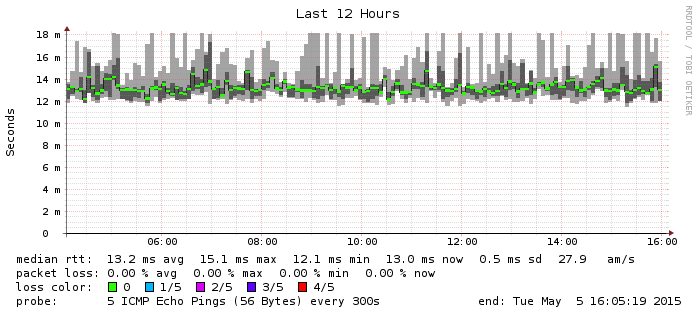 Last 12 Hours
RRDTOOL / TOBI OETIKER
Seconds
18 m
16 m
14 m
12 m
10 m
8 m
6 m
4 m
2 m
0
06:00 08:00 10:00 12:00 14:00 16:00
median rtt: 13.2 ms avg 15.1 ms max 12.1 ms min 13.0 ms now 0.5 ms sd 27.9 am/s
packet loss: 0.00 % avg 0.00 % max 0.00 % min 0.00 % now
loss color: 0 1/5 2/5 3/5 4/5
probe: 5 ICMP Echo Pings (56 Bytes) every 300s end: Tue May 5 16:05:19 2015